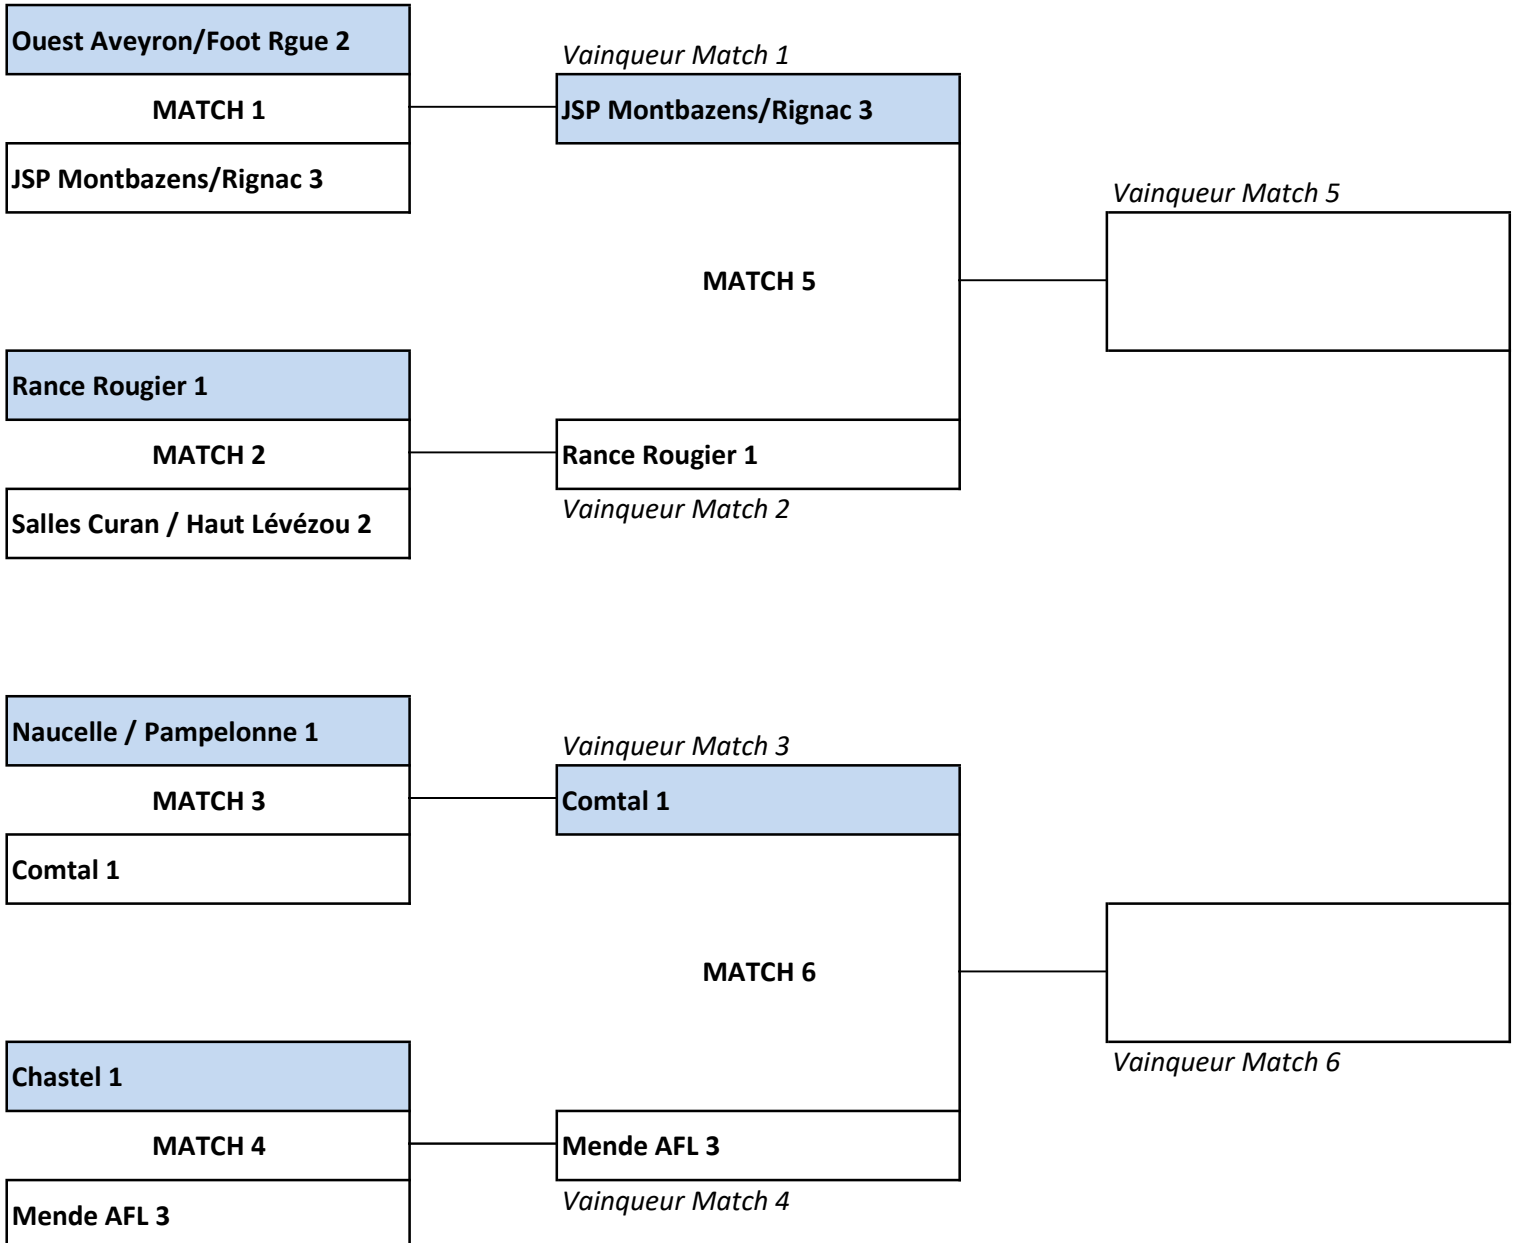 Ouest Aveyron/Foot Rgue 2
MATCH 1
JSP Montbazens/Rignac 3
Rance Rougier 1
MATCH 2
Salles Curan / Haut Lévézou 2
Naucelle / Pampelonne 1
MATCH 3
Comtal 1
Chastel 1
MATCH 4
Mende AFL 3
Vainqueur Match 1
JSP Montbazens/Rignac 3
MATCH 5
Rance Rougier 1
Vainqueur Match 2
Vainqueur Match 3
Comtal 1
MATCH 6
Mende AFL 3
Vainqueur Match 4
Vainqueur Match 5
Vainqueur Match 6